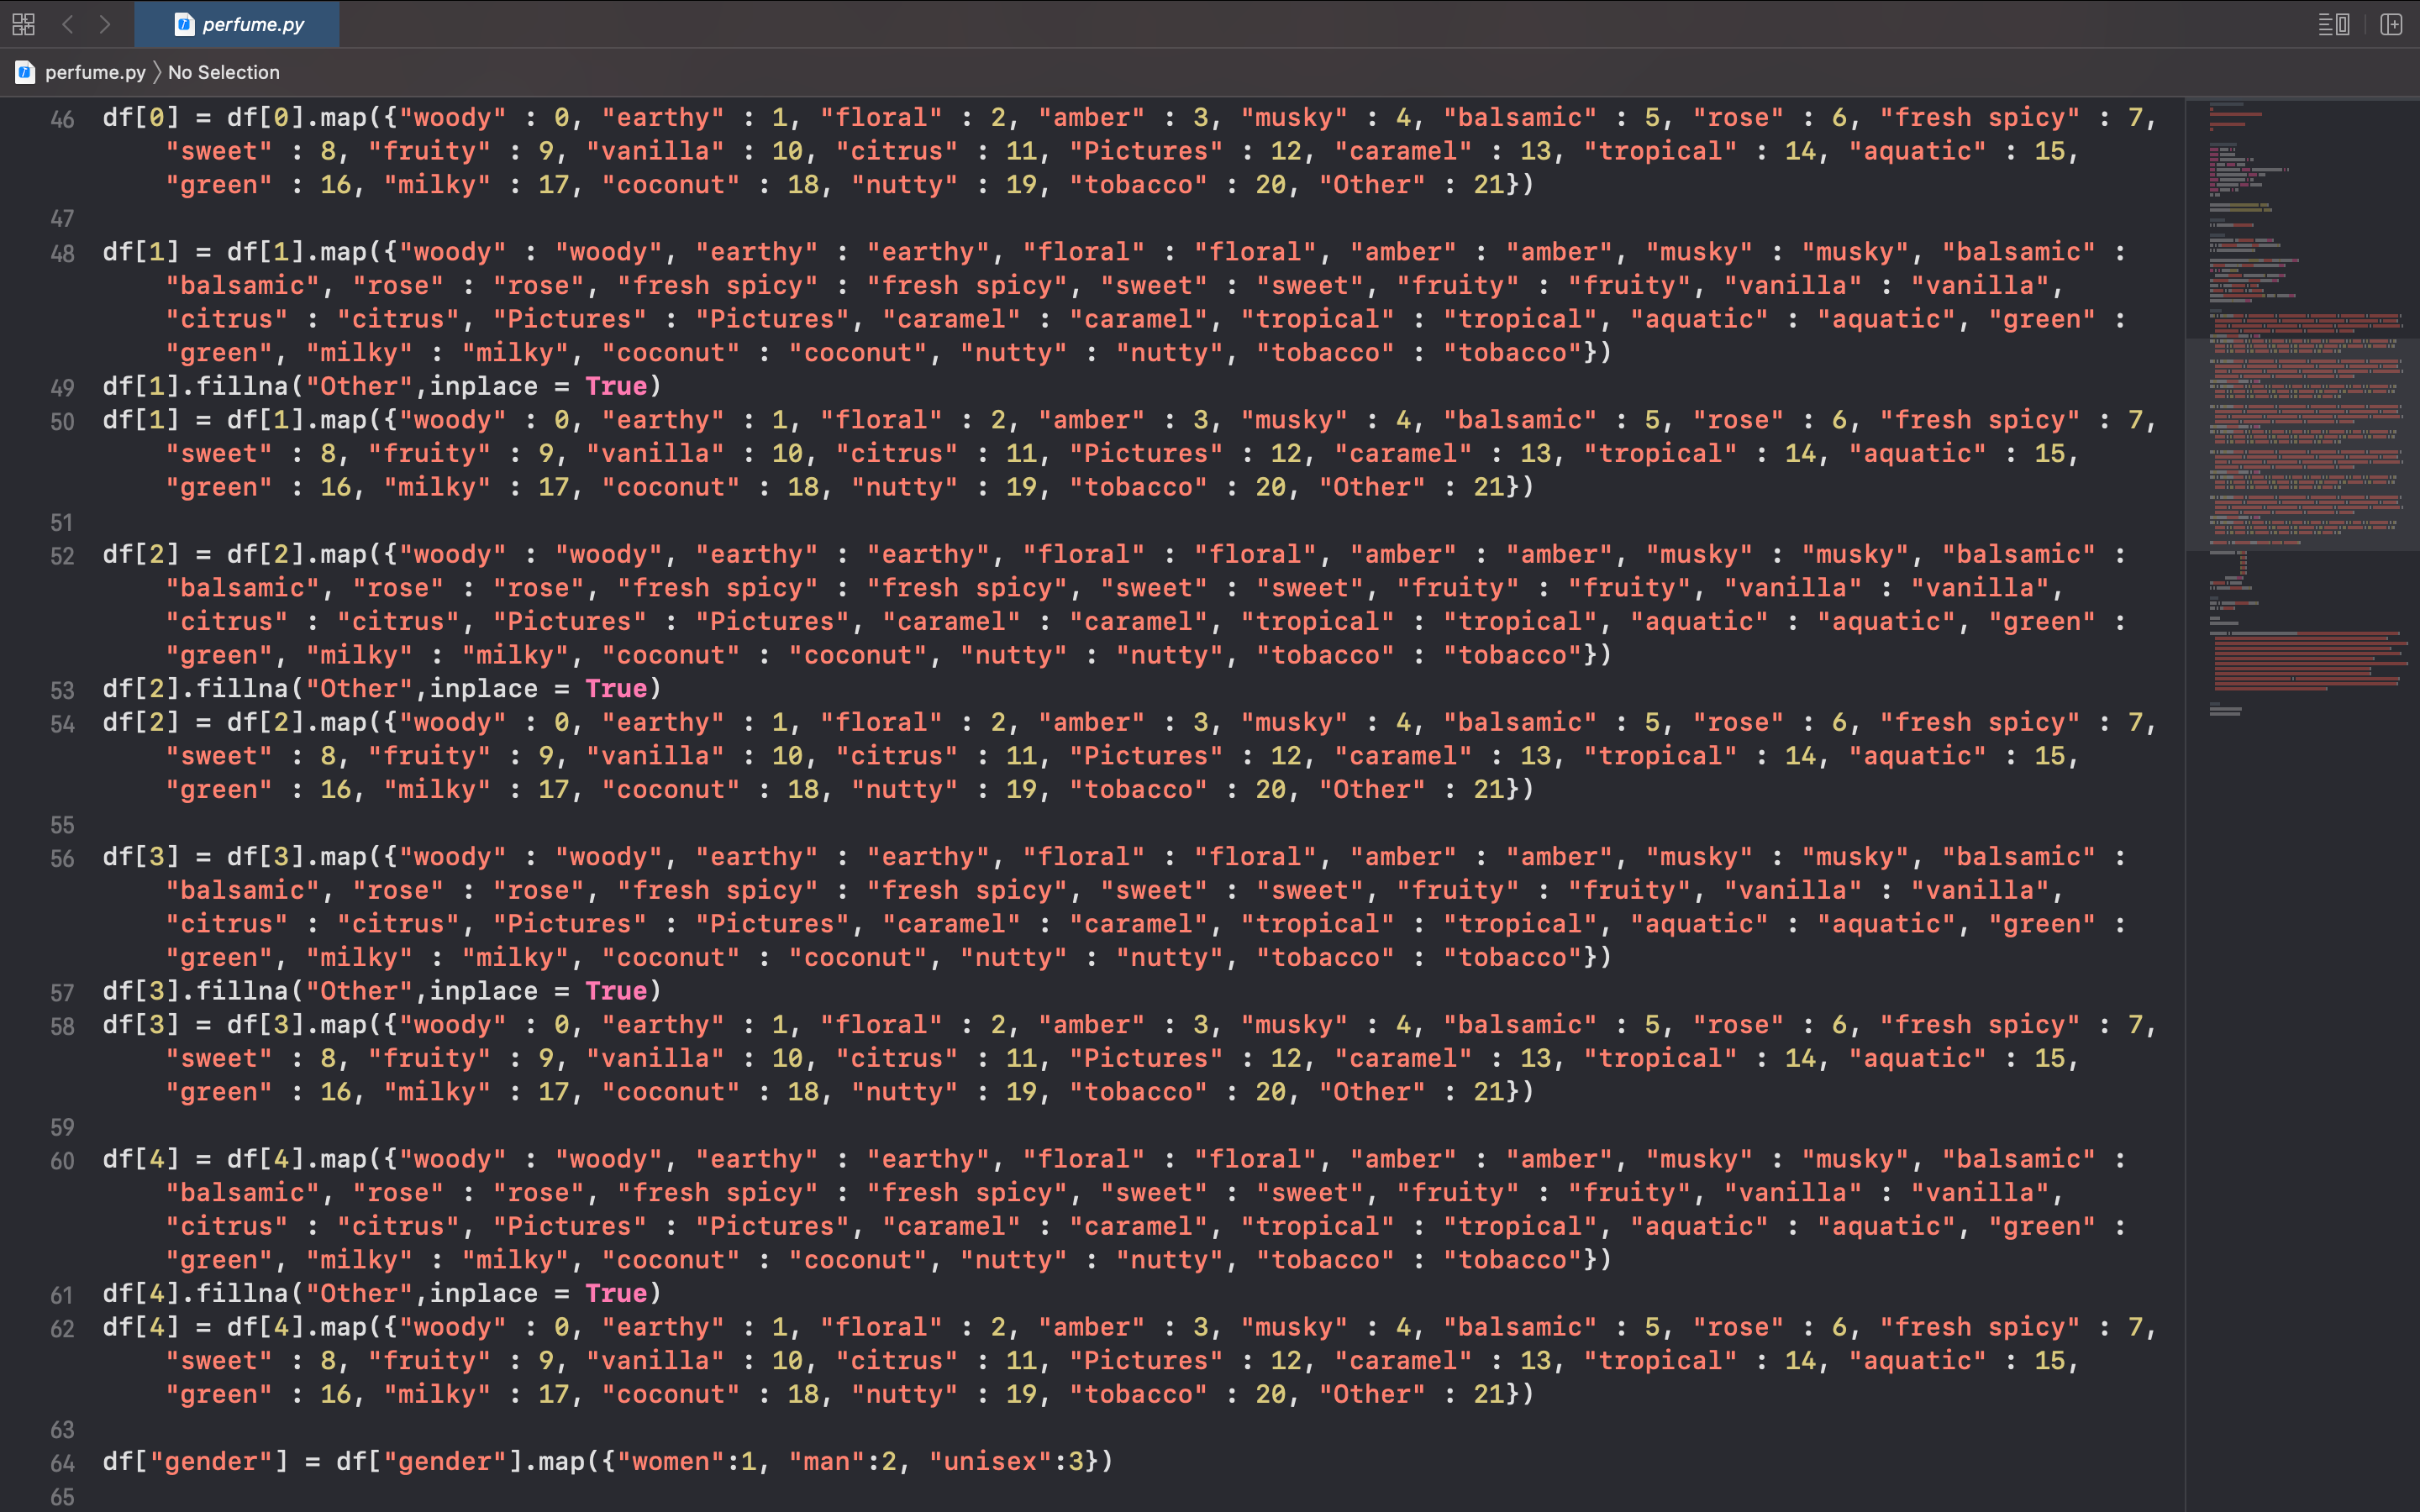 perfume.py
perfume.py 〉 No Selection
46 df[0] = df[0].map({"woody" : 0, "earthy" : 1, "floral" : 2, "amber" : 3, "musky" : 4, "balsamic" : 5, "rose" : 6, "fresh spicy" : 7,
"sweet" : 8, "fruity" : 9, "vanilla" : 10, "citrus" : 11, "Pictures" : 12, "caramel" : 13, "tropical" : 14, "aquatic" : 15,
"green" : 16, "milky" : 17, "coconut" : 18, "nutty" : 19, "tobacco" : 20, "Other" : 21})
47
48 df[1] = df[1].map({"woody" : "woody", "earthy" : "earthy", "floral" : "floral", "amber" : "amber", "musky" : "musky", "balsamic" :
"balsamic", "rose" : "rose", "fresh spicy" : "fresh spicy", "sweet" : "sweet", "fruity" : "fruity", "vanilla" : "vanilla",
"citrus" : "citrus", "Pictures" : "Pictures", "caramel" : "caramel", "tropical" : "tropical", "aquatic" : "aquatic", "green" :
"green", "milky" : "milky", "coconut" : "coconut", "nutty" : "nutty", "tobacco" : "tobacco"})
49 df[1].fillna("Other",inplace = True)
50 df[1] = df[1].map({"woody" : 0, "earthy" : 1, "floral" : 2, "amber" : 3, "musky" : 4, "balsamic" : 5, "rose" : 6, "fresh spicy" : 7,
"sweet" : 8, "fruity" : 9, "vanilla" : 10, "citrus" : 11, "Pictures" : 12, "caramel" : 13, "tropical" : 14, "aquatic" : 15,
"green" : 16, "milky" : 17, "coconut" : 18, "nutty" : 19, "tobacco" : 20, "Other" : 21})
51
52 df[2] = df[2].map({"woody" : "woody", "earthy" : "earthy", "floral" : "floral", "amber" : "amber", "musky" : "musky", "balsamic" :
"balsamic", "rose" : "rose", "fresh spicy" : "fresh spicy", "sweet" : "sweet", "fruity" : "fruity", "vanilla" : "vanilla",
"citrus" : "citrus", "Pictures" : "Pictures", "caramel" : "caramel", "tropical" : "tropical", "aquatic" : "aquatic", "green" :
"green", "milky" : "milky", "coconut" : "coconut", "nutty" : "nutty", "tobacco" : "tobacco"})
53 df[2].fillna("Other",inplace = True)
54 df[2] = df[2].map({"woody" : 0, "earthy" : 1, "floral" : 2, "amber" : 3, "musky" : 4, "balsamic" : 5, "rose" : 6, "fresh spicy" : 7,
"sweet" : 8, "fruity" : 9, "vanilla" : 10, "citrus" : 11, "Pictures" : 12, "caramel" : 13, "tropical" : 14, "aquatic" : 15,
"green" : 16, "milky" : 17, "coconut" : 18, "nutty" : 19, "tobacco" : 20, "Other" : 21})
55
56 df[3] = df[3].map({"woody" : "woody", "earthy" : "earthy", "floral" : "floral", "amber" : "amber", "musky" : "musky", "balsamic" :
"balsamic", "rose" : "rose", "fresh spicy" : "fresh spicy", "sweet" : "sweet", "fruity" : "fruity", "vanilla" : "vanilla",
"citrus" : "citrus", "Pictures" : "Pictures", "caramel" : "caramel", "tropical" : "tropical", "aquatic" : "aquatic", "green" :
"green", "milky" : "milky", "coconut" : "coconut", "nutty" : "nutty", "tobacco" : "tobacco"})
57 df[3].fillna("Other",inplace = True)
58 df[3] = df[3].map({"woody" : 0, "earthy" : 1, "floral" : 2, "amber" : 3, "musky" : 4, "balsamic" : 5, "rose" : 6, "fresh spicy" : 7,
"sweet" : 8, "fruity" : 9, "vanilla" : 10, "citrus" : 11, "Pictures" : 12, "caramel" : 13, "tropical" : 14, "aquatic" : 15,
"green" : 16, "milky" : 17, "coconut" : 18, "nutty" : 19, "tobacco" : 20, "Other" : 21})
59
60 df[4] = df[4].map({"woody" : "woody", "earthy" : "earthy", "floral" : "floral", "amber" : "amber", "musky" : "musky", "balsamic" :
"balsamic", "rose" : "rose", "fresh spicy" : "fresh spicy", "sweet" : "sweet", "fruity" : "fruity", "vanilla" : "vanilla",
"citrus" : "citrus", "Pictures" : "Pictures", "caramel" : "caramel", "tropical" : "tropical", "aquatic" : "aquatic", "green" :
"green", "milky" : "milky", "coconut" : "coconut", "nutty" : "nutty", "tobacco" : "tobacco"})
61 df[4].fillna("Other",inplace = True)
62 df[4] = df[4].map({"woody" : 0, "earthy" : 1, "floral" : 2, "amber" : 3, "musky" : 4, "balsamic" : 5, "rose" : 6, "fresh spicy" : 7,
"sweet" : 8, "fruity" : 9, "vanilla" : 10, "citrus" : 11, "Pictures" : 12, "caramel" : 13, "tropical" : 14, "aquatic" : 15,
"green" : 16, "milky" : 17, "coconut" : 18, "nutty" : 19, "tobacco" : 20, "Other" : 21})
63
64 df["gender"] = df["gender"].map({"women":1, "man":2, "unisex":3})
65